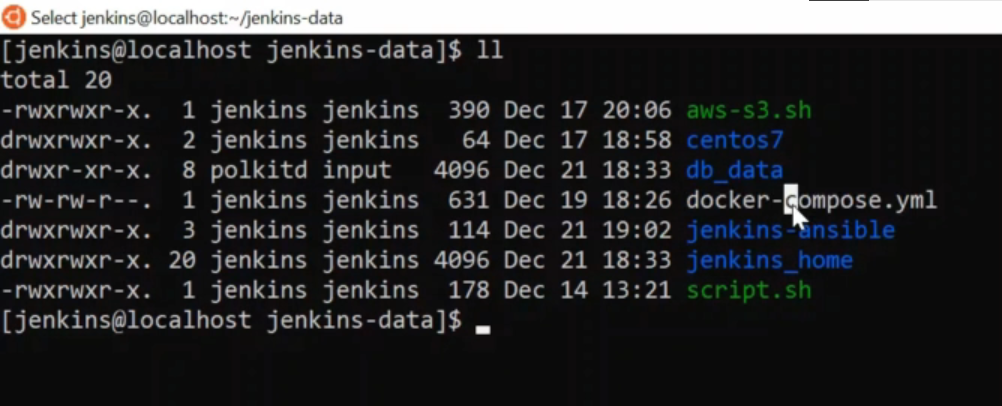 Select jenkins@localhost:~/jenkins-data
[jenkins@localhost jenkins-data]$ ll
total 20
-rwxrwxr-x.  1 jenkins jenkins  390 Dec 17 20:06 aws-s3.sh
drwxrwxr-x.  2 jenkins jenkins   64 Dec 17 18:58 centos7
drwxr-xr-x.  8 polkitd input   4096 Dec 21 18:33 db_data
-rw-rw-r--.  1 jenkins jenkins  631 Dec 19 18:26 docker-compose.yml
drwxrwxr-x.  3 jenkins jenkins  114 Dec 21 19:02 jenkins-ansible
drwxrwxr-x. 20 jenkins jenkins 4096 Dec 21 18:33 jenkins_home
-rwxrwxr-x.  1 jenkins jenkins  178 Dec 14 13:21 script.sh
[jenkins@localhost jenkins-data]$